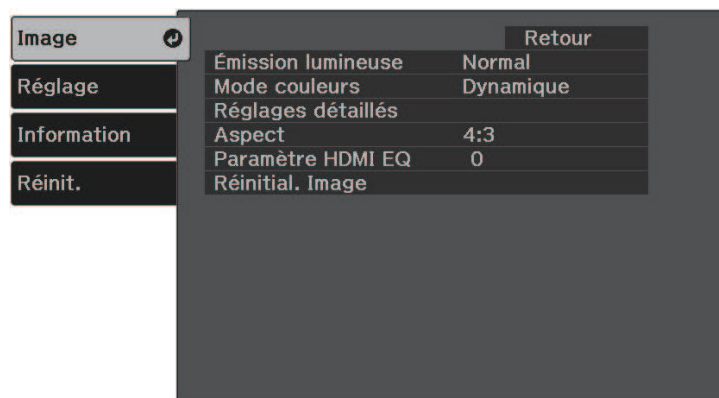 Image
Réglage
Information
Réinit.
Retour
Émission lumineuse Normal
Mode couleurs Dynamique
Réglages détaillés
Aspect 4:3
Paramètre HDMI EQ 0
Réinitial. Image